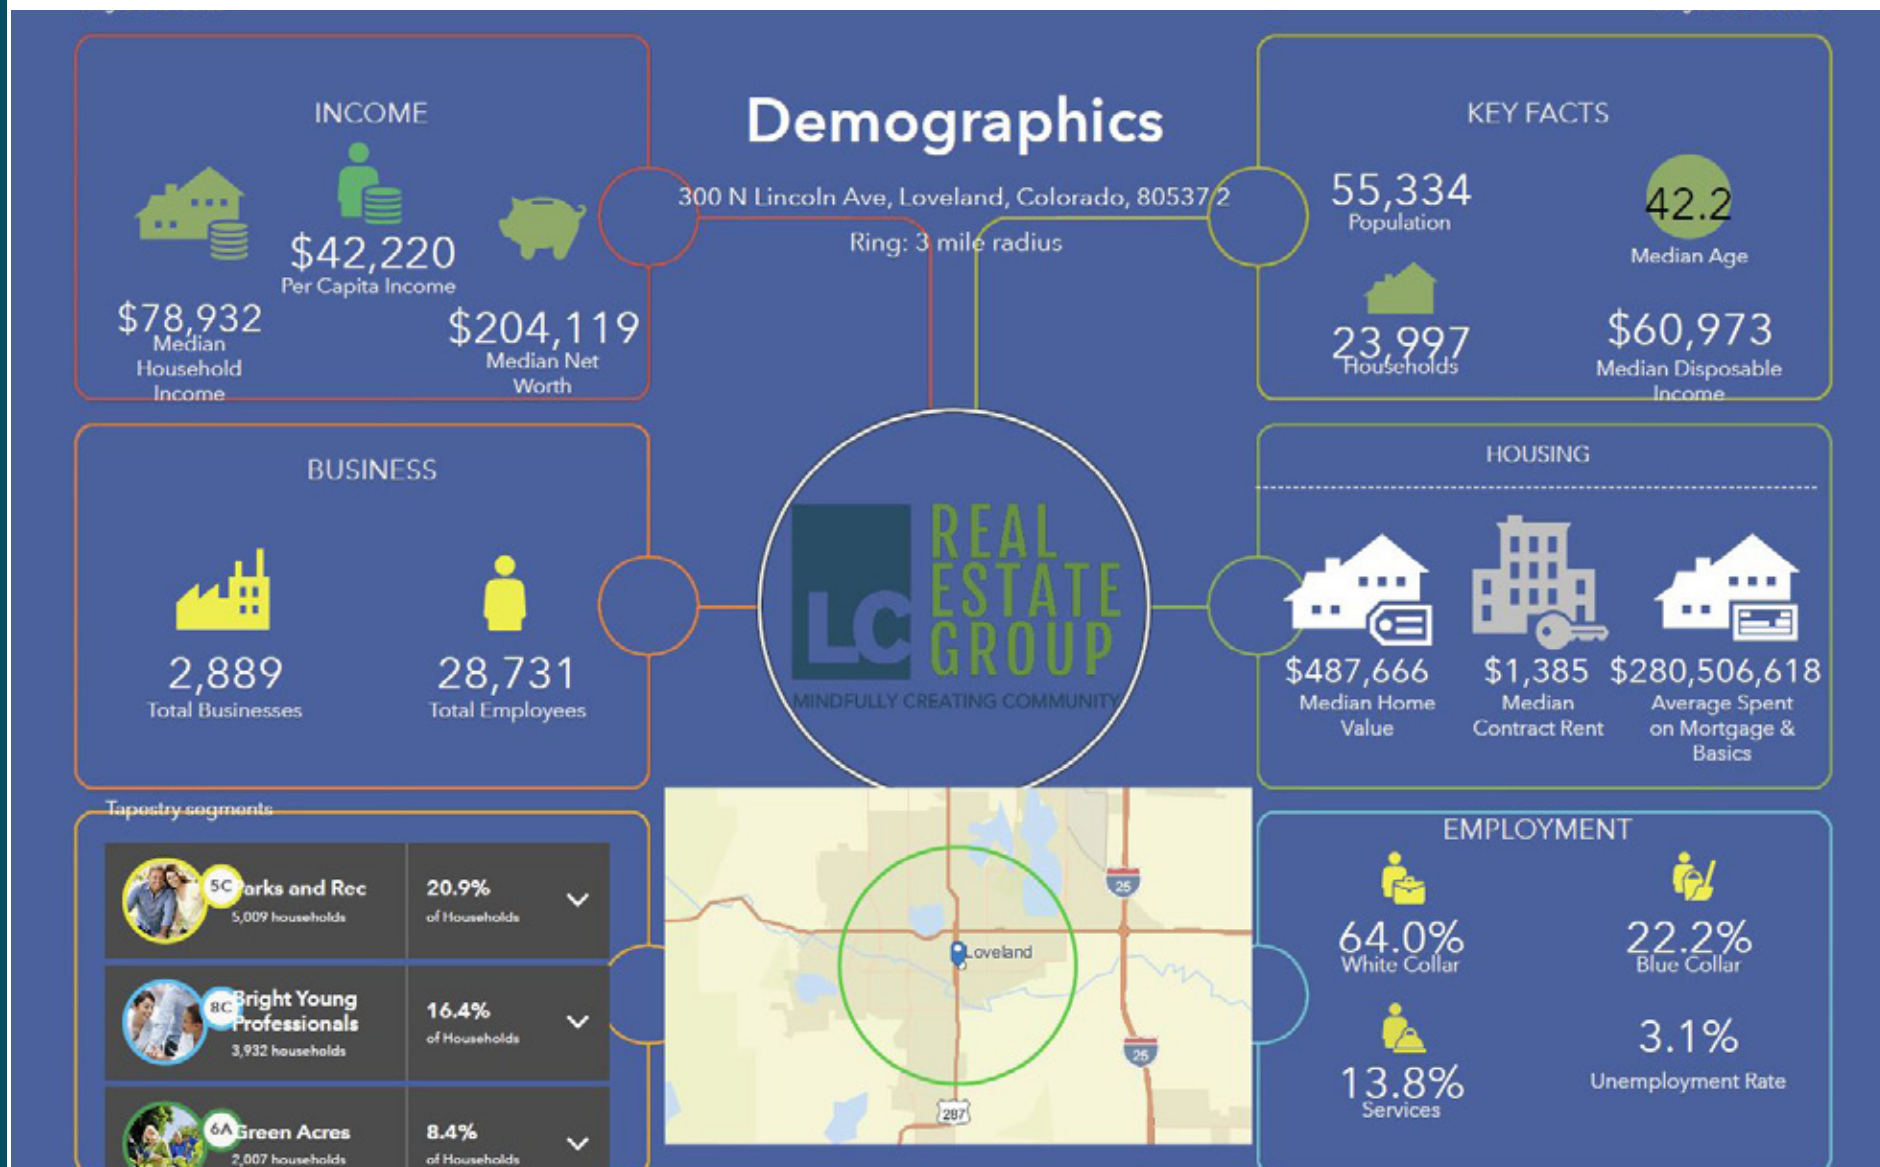 Demographics
300 N Lincoln Ave, Loveland, Colorado, 80537 2
Ring: 3 mile radius
INCOME
$42,220
Per Capita Income
$78,932
Median
Household
Income
$204,119
Median Net
Worth
KEY FACTS
55,334
Population
42.2
Median Age
23,997
Households
$60,973
Median Disposable
Income
BUSINESS
2,889
Total Businesses
28,731
Total Employees
LC
REAL
ESTATE
GROUP
MINDFULLY CREATING COMMUNITY
HOUSING
$487,666
Median Home
Value
$1,385
Median
Contract Rent
$280,506,618
Average Spent
on Mortgage &
Basics
Tapestry segments
5C Parks and Rec
5,009 households
20.9%
of Households
8C Bright Young
Professionals
3,932 households
16.4%
of Households
6A Green Acres
2,007 households
8.4%
of Households
25
Loveland
25
287
EMPLOYMENT
64.0%
White Collar
22.2%
Blue Collar
13.8%
Services
3.1%
Unemployment Rate